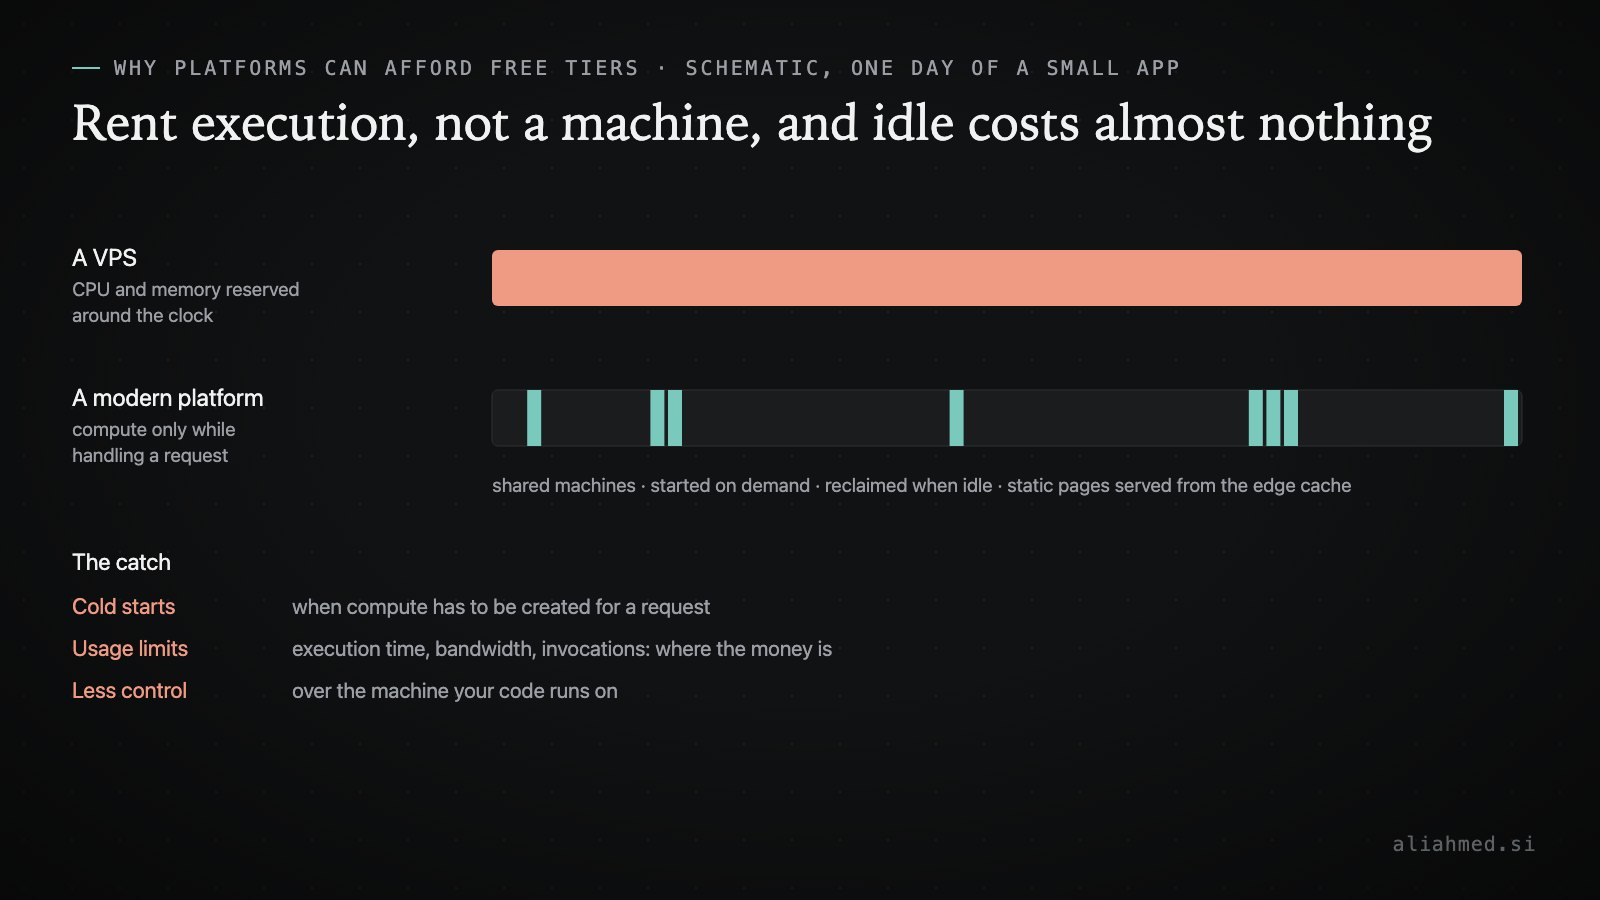 WHY PLATFORMS CAN AFFORD FREE TIERS · SCHEMATIC, ONE DAY OF A SMALL APP
Rent execution, not a machine, and idle costs almost nothing
A VPS
CPU and memory reserved
around the clock
A modern platform
compute only while
handling a request
shared machines · started on demand · reclaimed when idle · static pages served from the edge cache
The catch
Cold starts when compute has to be created for a request
Usage limits execution time, bandwidth, invocations: where the money is
Less control over the machine your code runs on
aliahmed.si